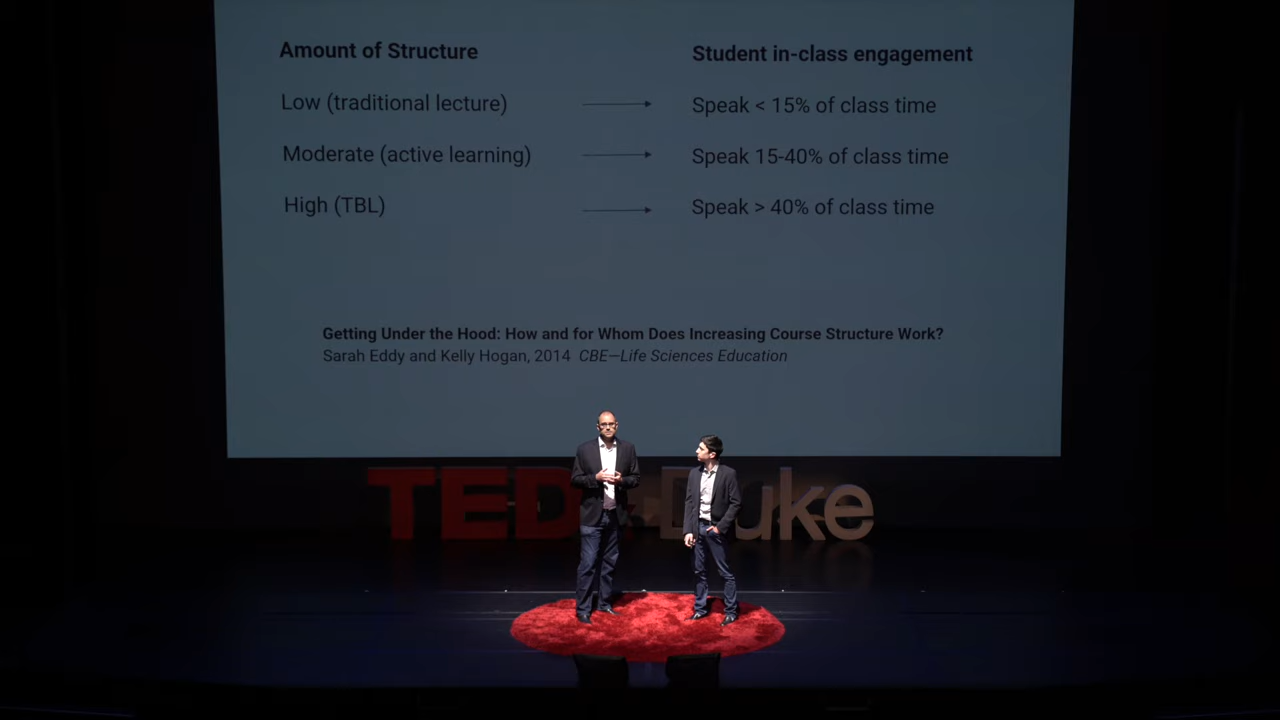 Amount of Structure
Student in-class engagement
Low (traditional lecture)
Speak < 15% of class time
Moderate (active learning)
Speak 15-40% of class time
High (TBL)
Speak > 40% of class time
Getting Under the Hood: How and for Whom Does Increasing Course Structure Work?
Sarah Eddy and Kelly Hogan, 2014 CBE—Life Sciences Education
TEDx Duke